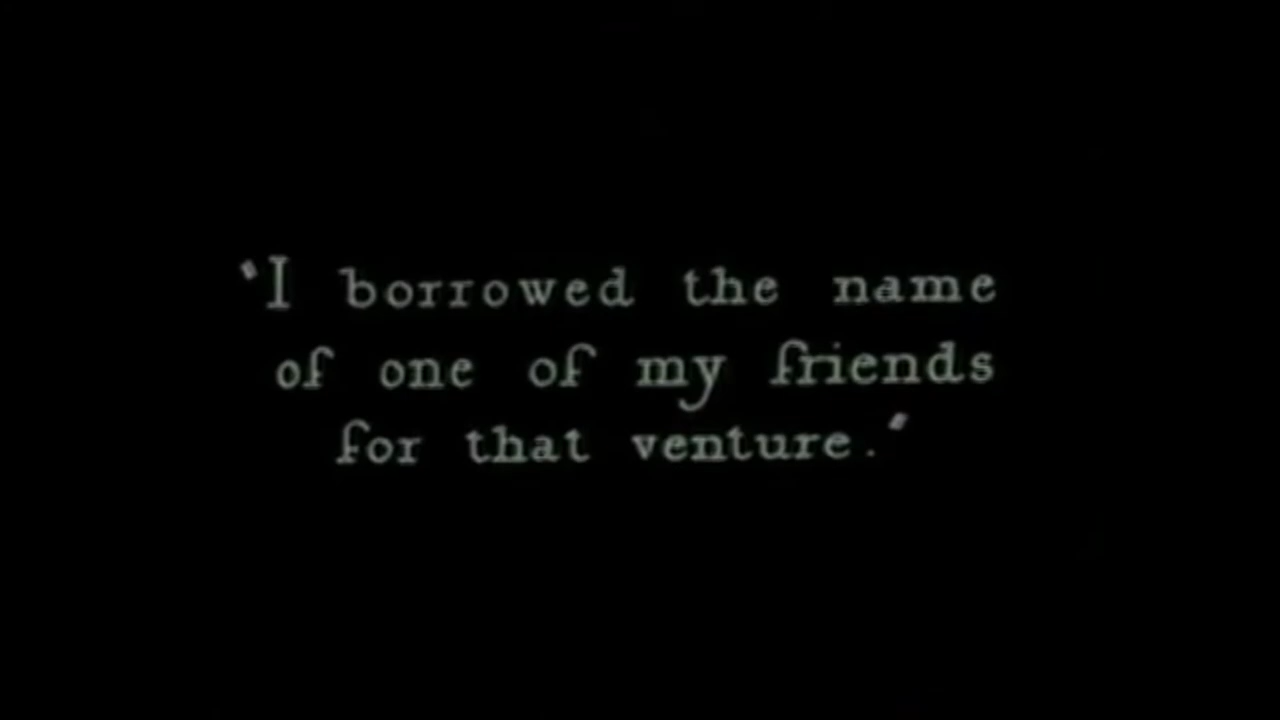 "I borrowed the name
of one of my friends
for that venture."